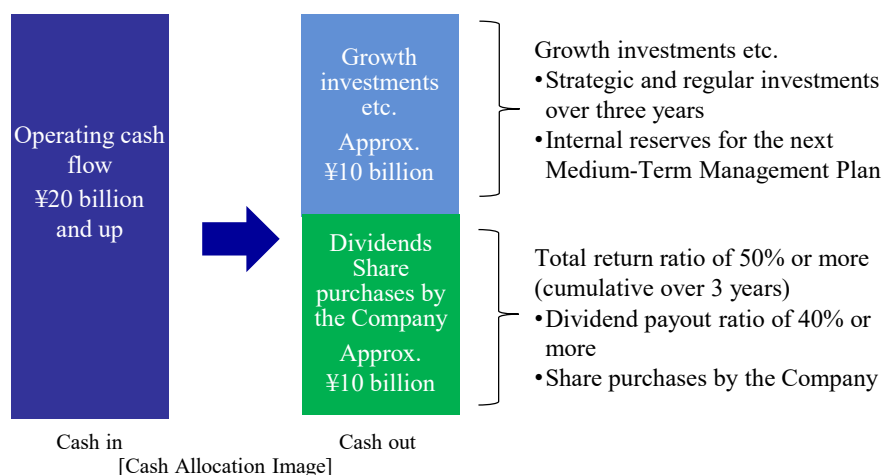 Operating cash
flow
¥20 billion
and up
Growth
investments
etc.
Approx.
¥10 billion
Dividends
Share
purchases by
the Company
Approx.
¥10 billion
Growth investments etc.
•Strategic and regular investments
over three years
•Internal reserves for the next
Medium-Term Management Plan
Total return ratio of 50% or more
(cumulative over 3 years)
•Dividend payout ratio of 40% or
more
•Share purchases by the Company
Cash in
Cash out
[Cash Allocation Image]